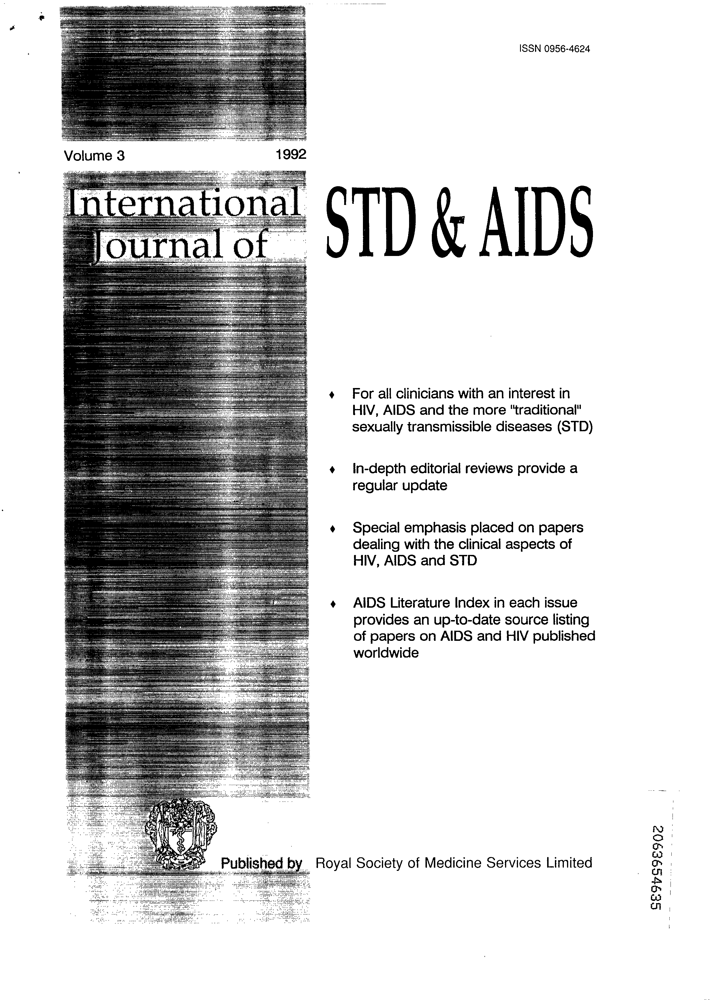 ISSN 0956-4624
Volume 3 1992
International
Journal of
STD & AIDS
♦ For all clinicians with an interest in
HIV, AIDS and the more "traditional"
sexually transmissible diseases (STD)
♦ In-depth editorial reviews provide a
regular update
♦ Special emphasis placed on papers
dealing with the clinical aspects of
HIV, AIDS and STD
♦ AIDS Literature Index in each issue
provides an up-to-date source listing
of papers on AIDS and HIV published
worldwide
Published by Royal Society of Medicine Services Limited
2063654635